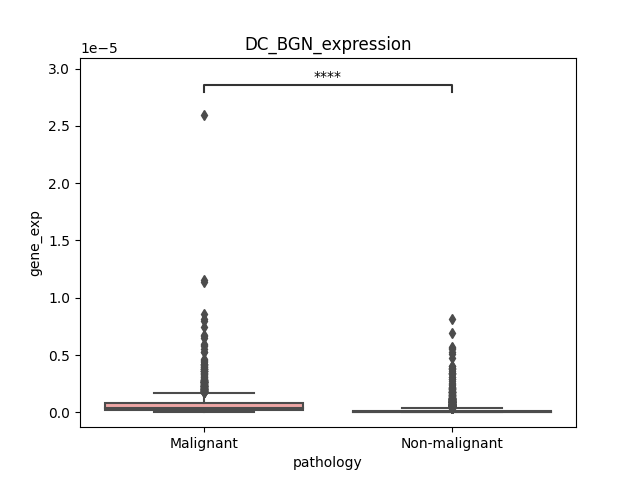 DC_BGN_expression
1e−5
****
3.0
2.5
2.0
1.5
1.0
0.5
0.0
gene_exp
Malignant
Non-malignant
pathology